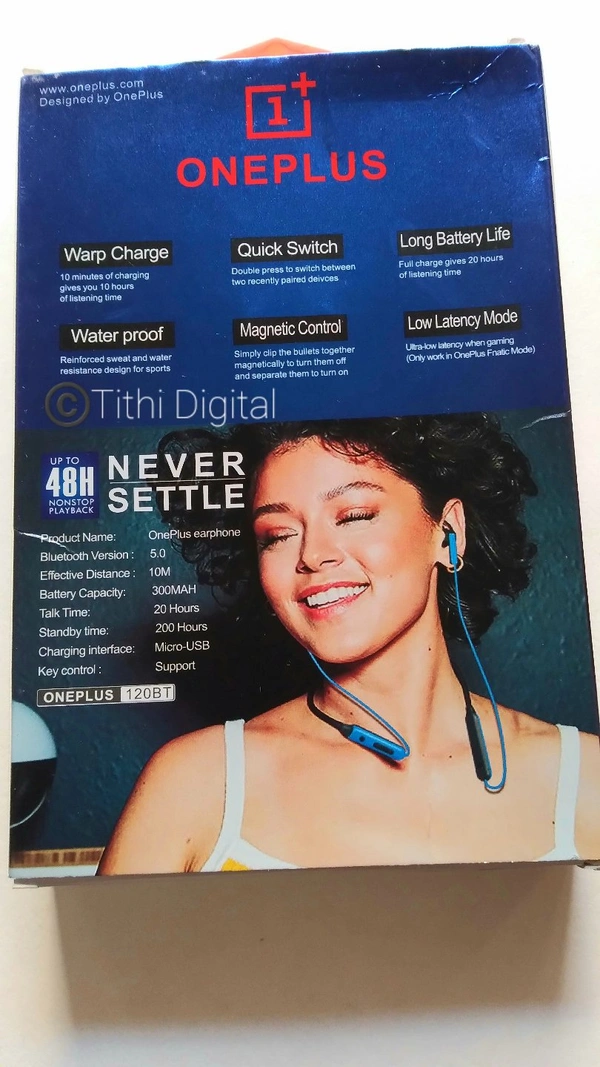 www.oneplus.com
Designed by OnePlus
1+
ONEPLUS
Warp Charge
10 minutes of charging
gives you 10 hours
of listening time
Quick Switch
Double press to switch between
two recently paired deivces
Long Battery Life
Full charge gives 20 hours
of listening time
Water proof
Reinforced sweat and water
resistance design for sports
Magnetic Control
Simply clip the bullets together
magnetically to turn them off
and separate them to turn on
Low Latency Mode
Ultra-low latency when gaming
(Only work in OnePlus Fnatic Mode)
©Tithi Digital
UP TO
48H
NONSTOP
PLAYBACK
NEVER
SETTLE
Product Name: OnePlus earphone
Bluetooth Version : 5.0
Effective Distance : 10M
Battery Capacity: 300MAH
Talk Time: 20 Hours
Standby time: 200 Hours
Charging interface: Micro-USB
Key control : Support
ONEPLUS 120BT